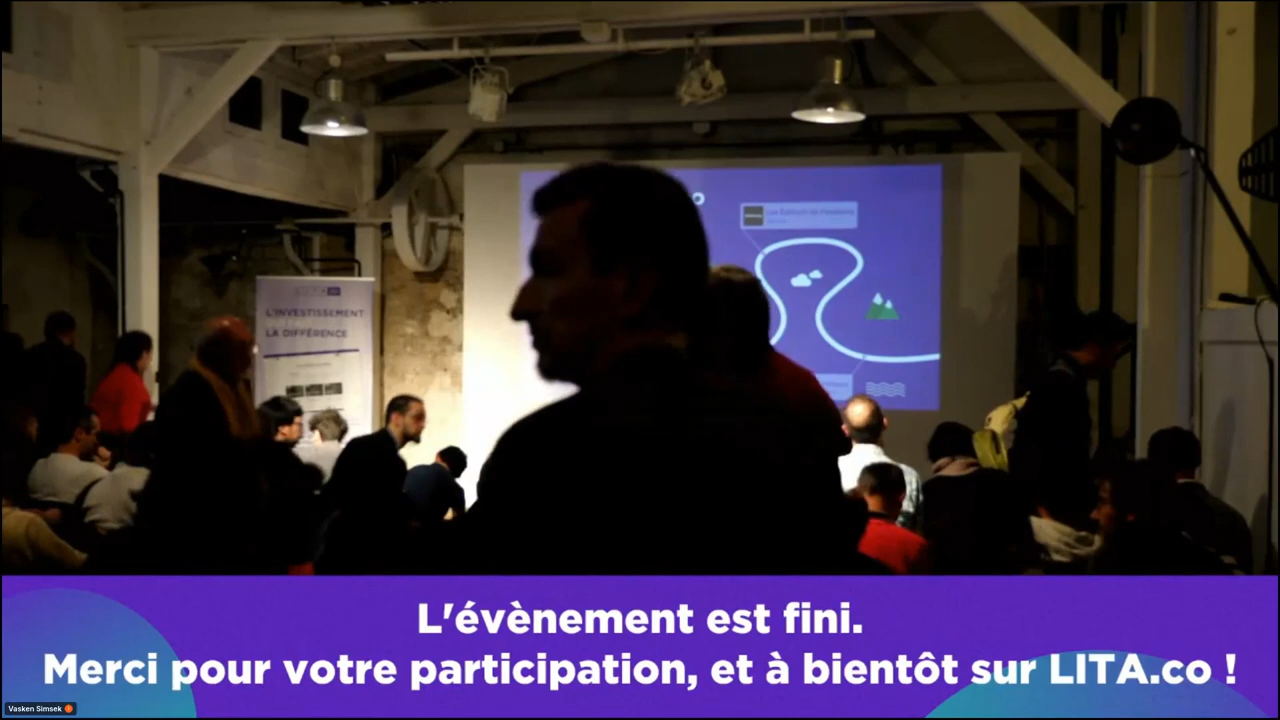 L'INVESTISSEMENT
LA DIFFÉRENCE
L'évènement est fini.
Merci pour votre participation, et à bientôt sur LITA.co !
Vasken Simsek